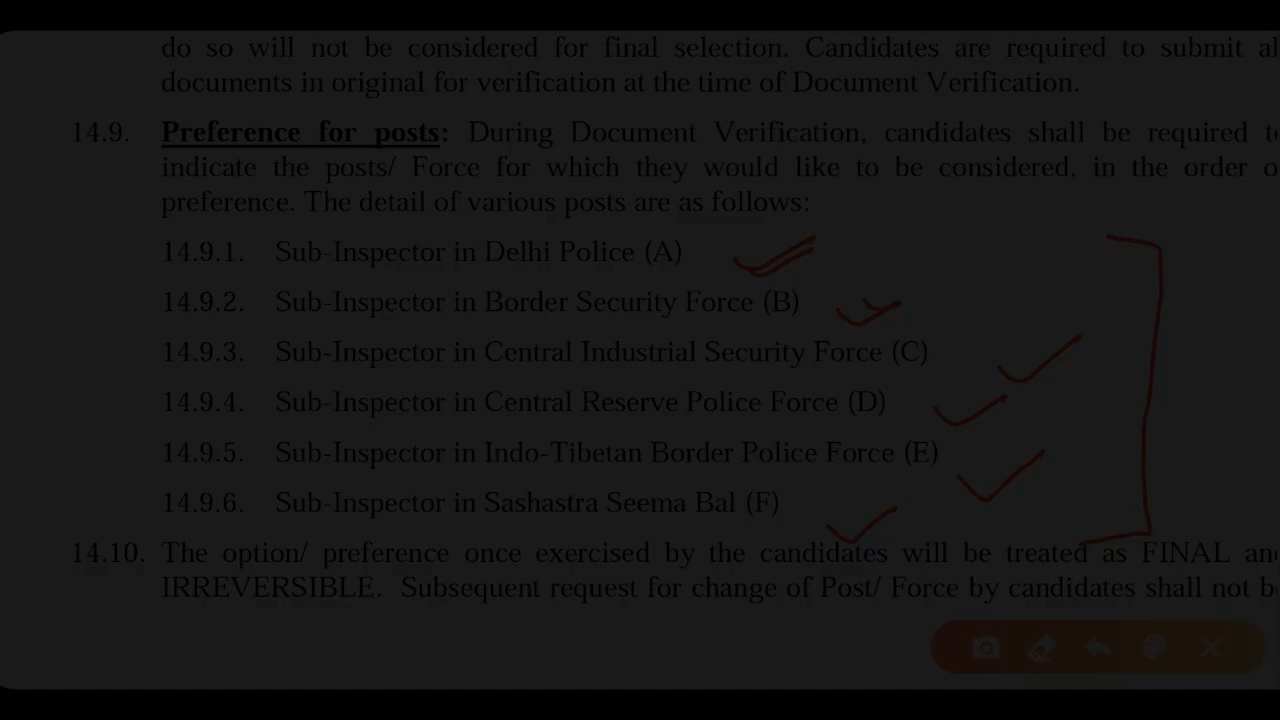 do so will not be considered for final selection. Candidates are required to submit al
documents in original for verification at the time of Document Verification.
14.9. Preference for posts: During Document Verification, candidates shall be required t
indicate the posts/ Force for which they would like to be considered, in the order o
preference. The detail of various posts are as follows:
14.9.1. Sub-Inspector in Delhi Police (A)
14.9.2. Sub-Inspector in Border Security Force (B)
14.9.3. Sub-Inspector in Central Industrial Security Force (C)
14.9.4. Sub-Inspector in Central Reserve Police Force (D)
14.9.5. Sub-Inspector in Indo-Tibetan Border Police Force (E)
14.9.6. Sub-Inspector in Sashastra Seema Bal (F)
14.10. The option/ preference once exercised by the candidates will be treated as FINAL an
IRREVERSIBLE. Subsequent request for change of Post/ Force by candidates shall not b